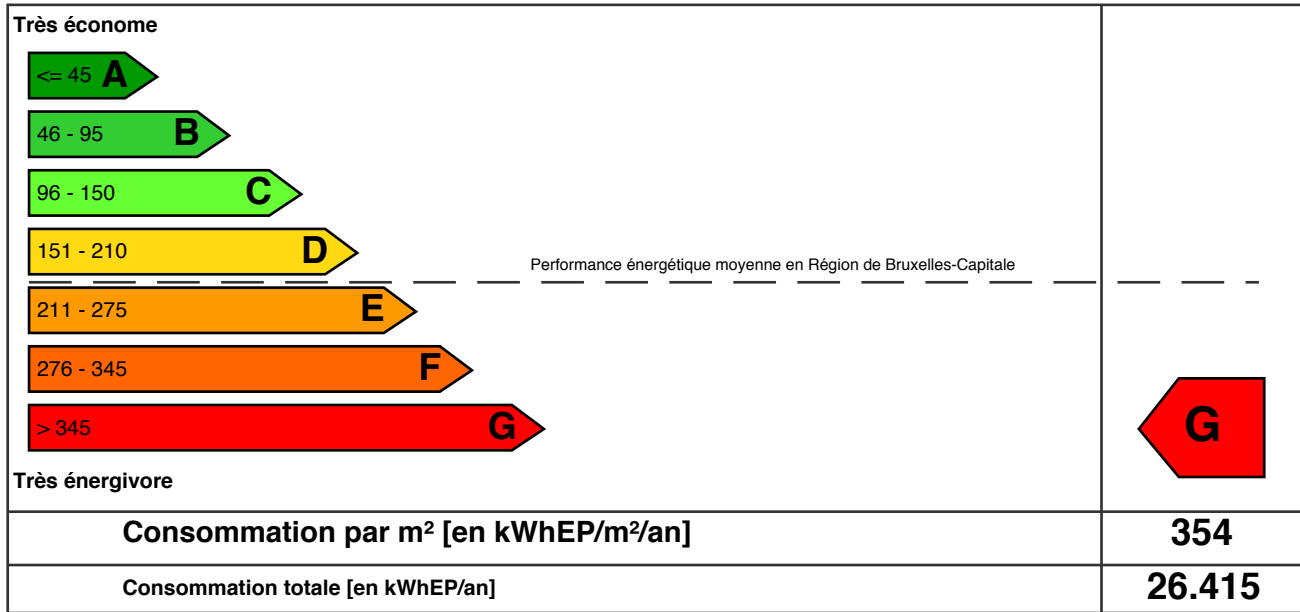 Très économe
<= 45 A
46 - 95 B
96 - 150 C
151 - 210 D
Performance énergétique moyenne en Région de Bruxelles-Capitale
211 - 275 E
276 - 345 F
> 345 G
G
Très énergivore
Consommation par m² [en kWhEP/m²/an] 354
Consommation totale [en kWhEP/an] 26.415